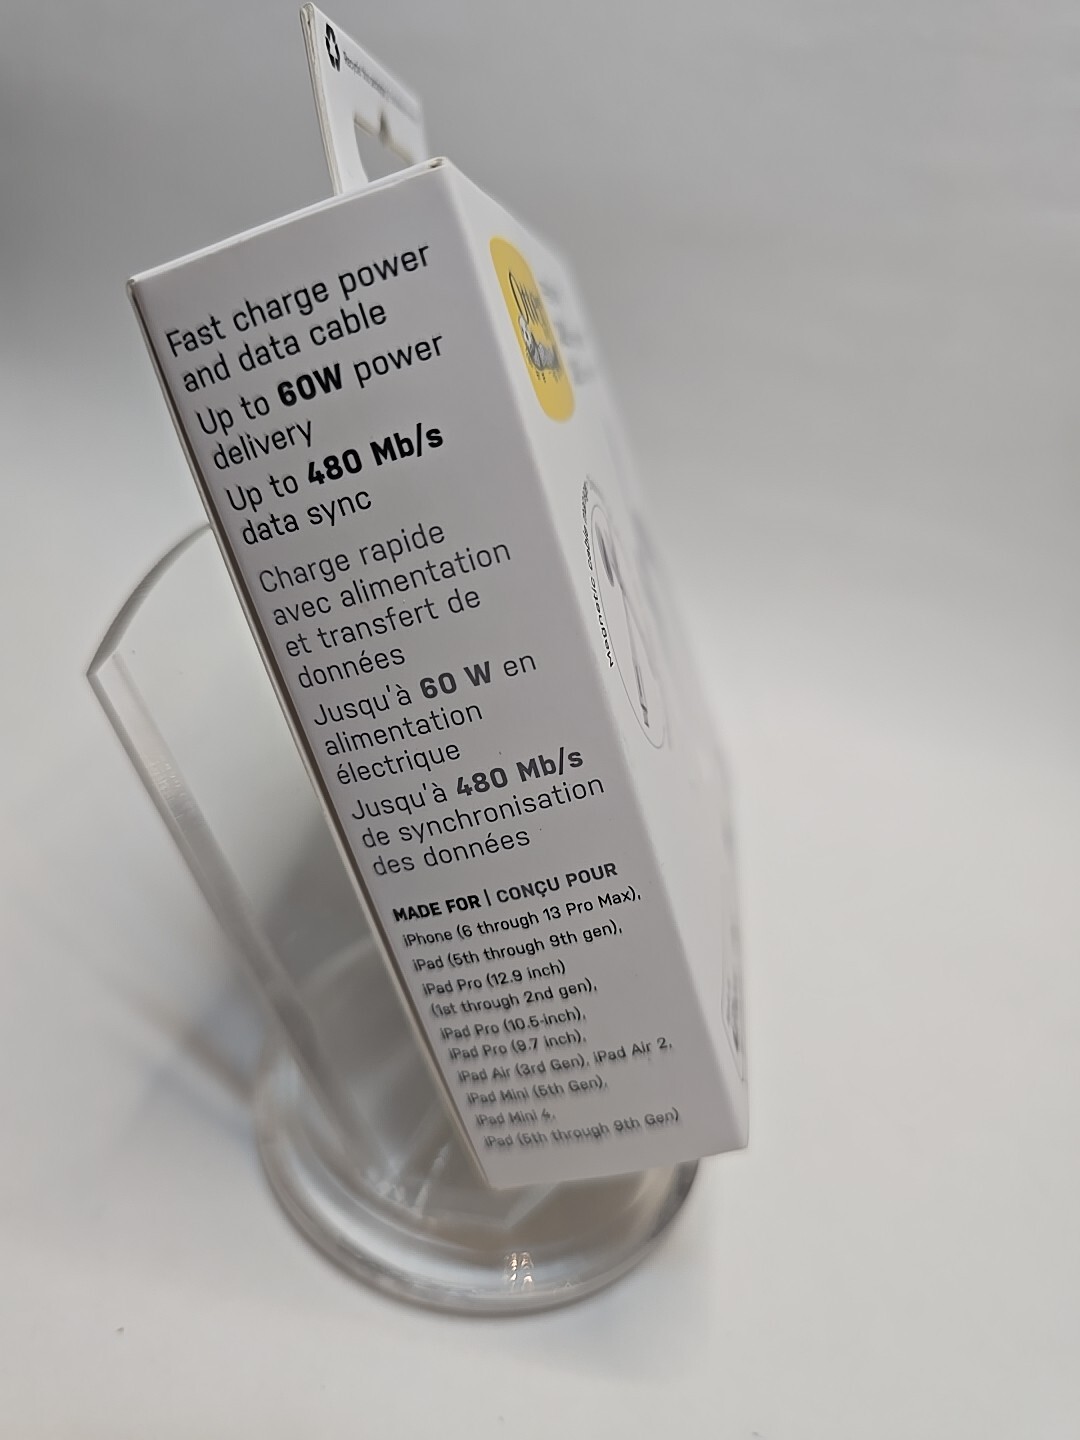 Fast charge power
and data cable
Up to 60W power
delivery
Up to 480 Mb/s
data sync
Charge rapide
avec alimentation
et transfert de
données
Jusqu'à 60 W en
alimentation
électrique
Jusqu'à 480 Mb/s
de synchronisation
des données
MADE FOR | CONÇU POUR
iPhone (6 through 13 Pro Max),
iPad (5th through 9th gen),
iPad Pro (12.9 inch)
(1st through 2nd gen),
iPad Pro (10.5-inch),
iPad Pro (9.7 inch),
iPad Air (3rd Gen), iPad Air 2,
iPad Mini (5th Gen),
iPad Mini 4,
iPad (5th through 9th Gen)
Magnetic cable